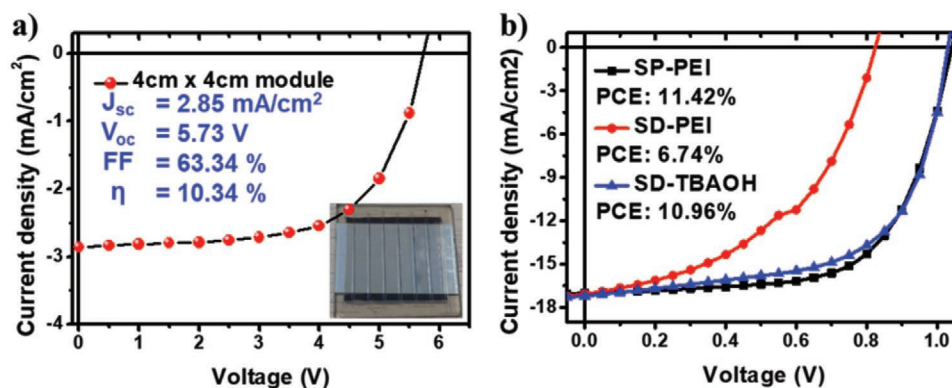 a)
0
-1
-2
-3
-4
Current density (mA/cm²)
4cm x 4cm module
Jsc = 2.85 mA/cm²
Voc = 5.73 V
FF = 63.34 %
η = 10.34 %
0 1 2 3 4 5 6
Voltage (V)
b)
0
-3
-6
-9
-12
-15
-18
Current density (mA/cm2)
SP-PEI
PCE: 11.42%
SD-PEI
PCE: 6.74%
SD-TBAOH
PCE: 10.96%
0.0 0.2 0.4 0.6 0.8 1.0
Voltage (V)